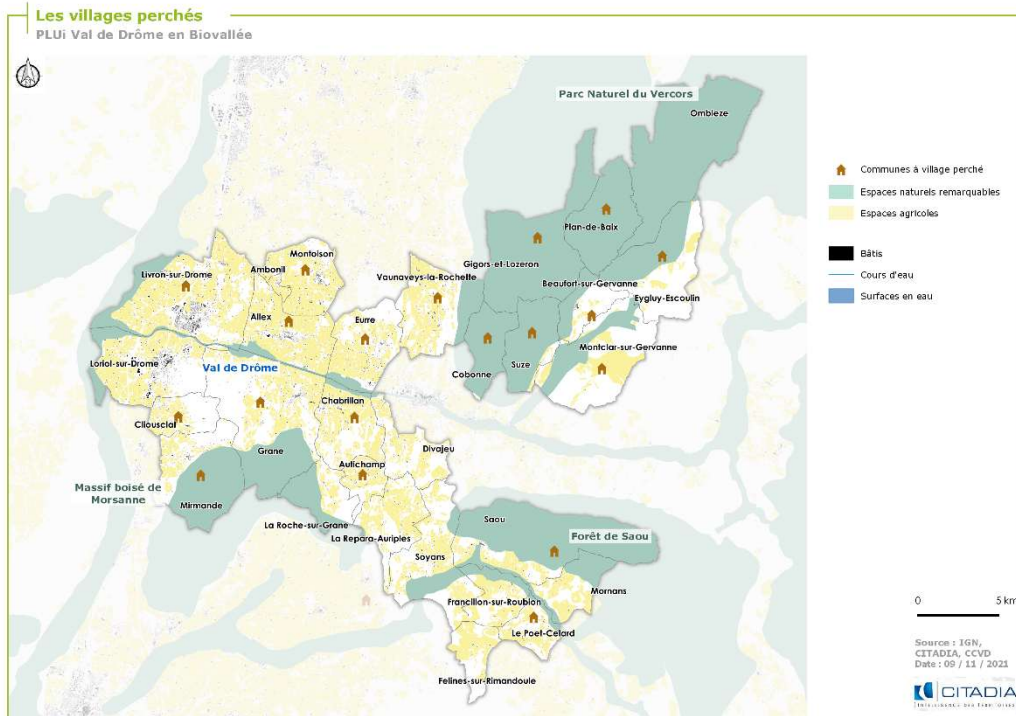 Les villages perchés
PLUi Val de Drôme en Biovallée
Parc Naturel du Vercors
Ombleze
Plan-de-Baix
Gigors-et-Lozeron
Beaufort-sur-Gervanne
Eygluy-Escoulin
Montclar-sur-Gervanne
Suze
Cobonne
Montoison
Ambonil
Livron-sur-Drome
Vaunaveys-la-Rochette
Allex
Eurre
Loriol-sur-Drome
Val de Drôme
Chabrillan
Cliousclat
Grane
Divajeu
Autichamp
Massif boisé de
Morsanne
Mirmande
La Roche-sur-Grane
La Repara-Auriples
Saou
Forêt de Saou
Soyans
Mornans
Francillon-sur-Roubion
Le Poet-Celard
Felines-sur-Rimandoule
Communes à village perché
Espaces naturels remarquables
Espaces agricoles
Bâtis
Cours d'eau
Surfaces en eau
0 5 km
Source : IGN,
CITADIA, CCVD
Date : 09 / 11 / 2021
CITADIA
INTELLIGENCE DES TERRITOIRES